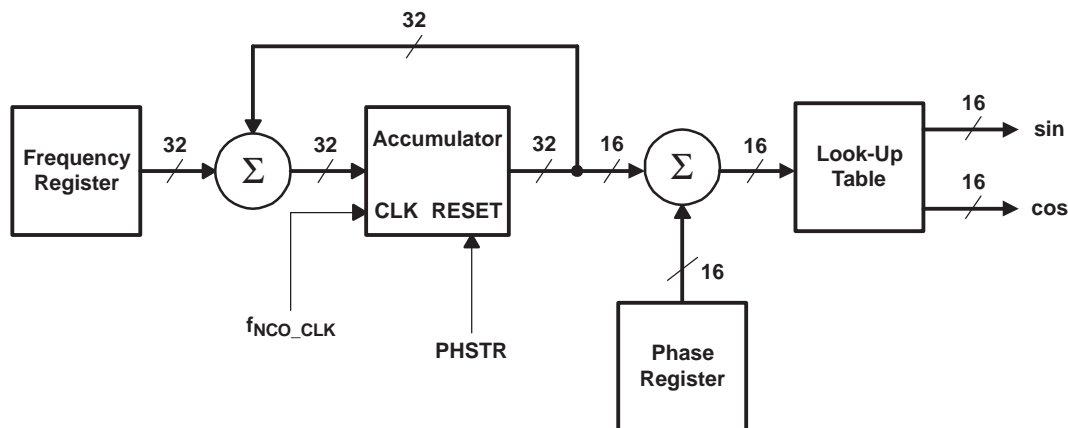 32
Frequency
Register
32
Σ
32
Accumulator
CLK RESET
32
16
Σ
16
Look-Up
Table
16
sin
16
cos
fNCO_CLK
PHSTR
16
Phase
Register